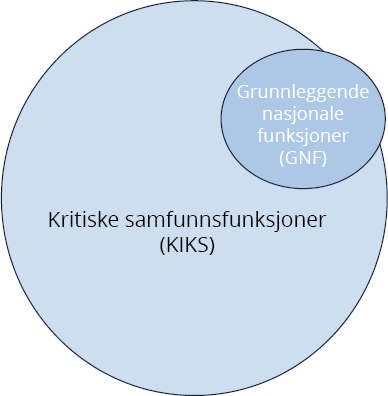 Grunnleggende
nasjonale
funksjoner
(GNF)
Kritiske samfunnsfunksjoner
(KIKS)